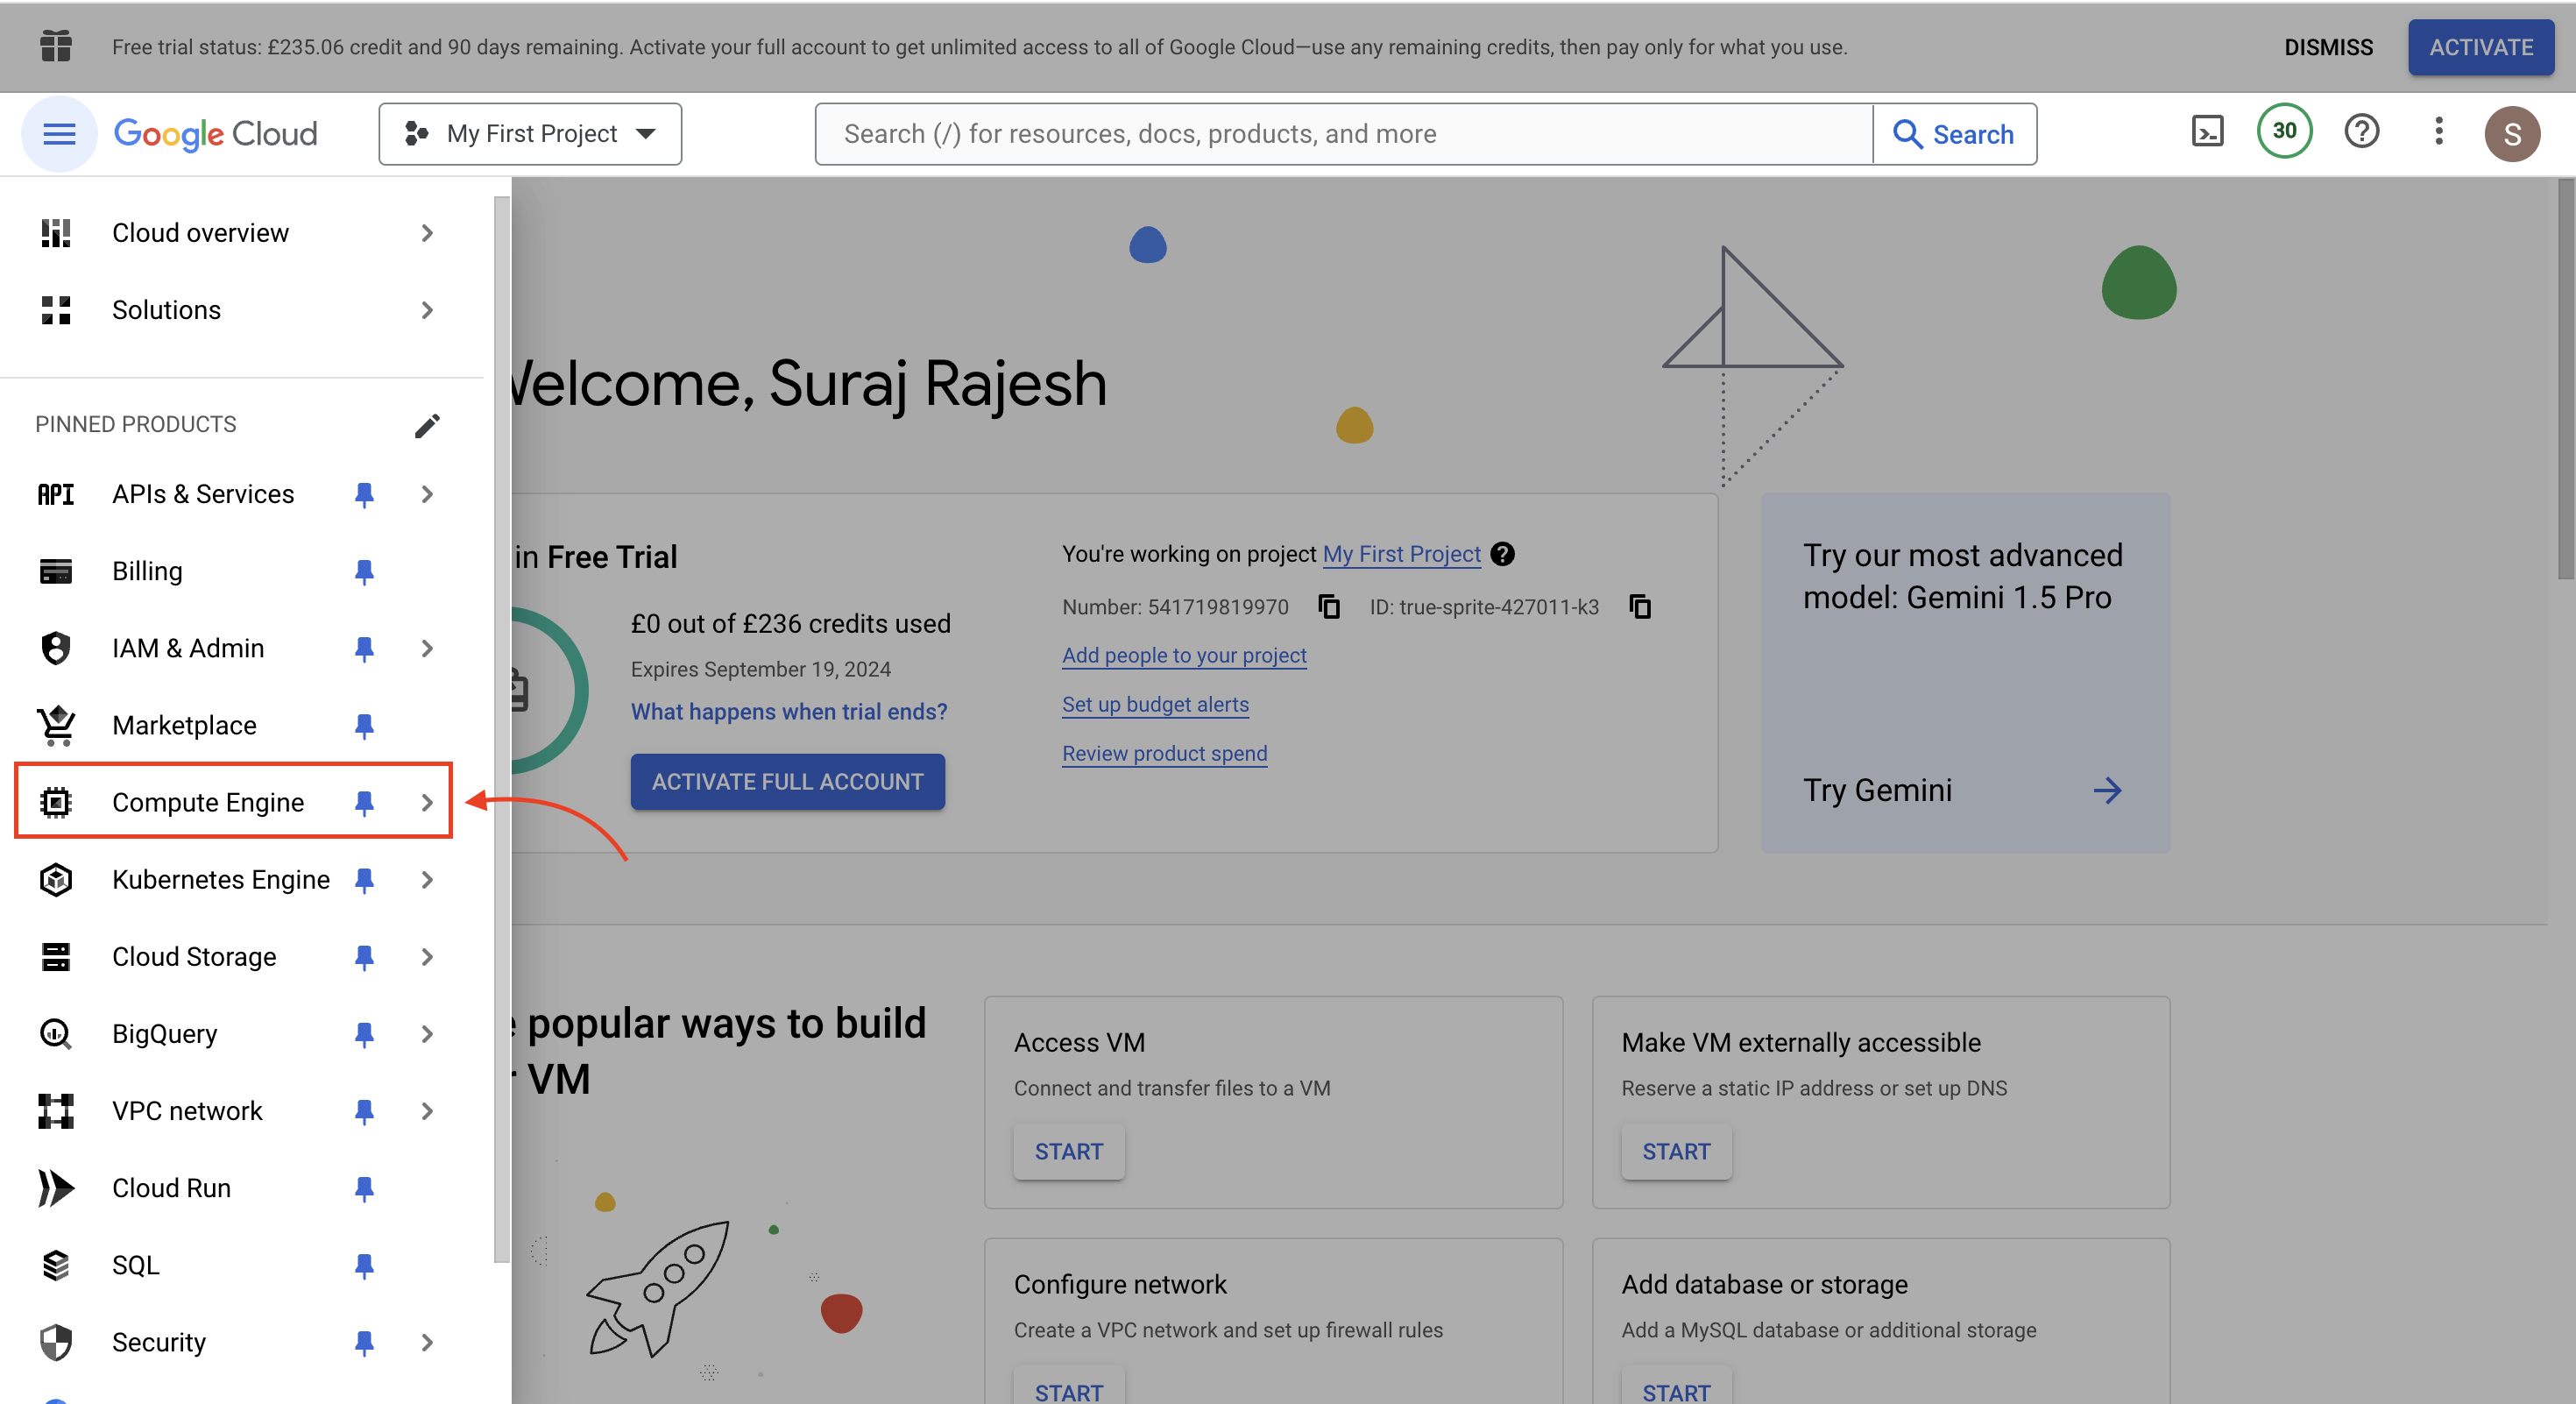 Free trial status: £235.06 credit and 90 days remaining. Activate your full account to get unlimited access to all of Google Cloud—use any remaining credits, then pay only for what you use.
DISMISS
ACTIVATE
Google Cloud
My First Project
Search (/) for resources, docs, products, and more
Search
30
S
Cloud overview
Solutions
PINNED PRODUCTS
API
APIs & Services
Billing
IAM & Admin
Marketplace
Compute Engine
Kubernetes Engine
Cloud Storage
BigQuery
VPC network
Cloud Run
SQL
Security
Welcome, Suraj Rajesh
in Free Trial
£0 out of £236 credits used
Expires September 19, 2024
What happens when trial ends?
ACTIVATE FULL ACCOUNT
You're working on project My First Project
Number: 541719819970
ID: true-sprite-427011-k3
Add people to your project
Set up budget alerts
Review product spend
Try our most advanced
model: Gemini 1.5 Pro
Try Gemini
popular ways to build
VM
Access VM
Connect and transfer files to a VM
START
Make VM externally accessible
Reserve a static IP address or set up DNS
START
Configure network
Create a VPC network and set up firewall rules
START
Add database or storage
Add a MySQL database or additional storage
START